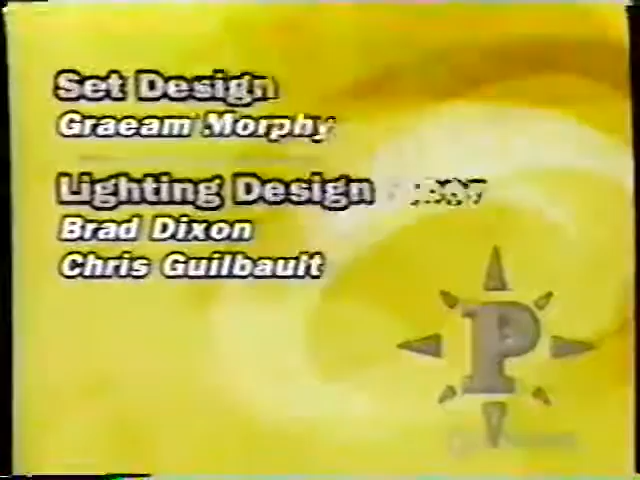 Set Design
Graeam Morphy
Lighting Design
Brad Dixon
Chris Guilbault
P